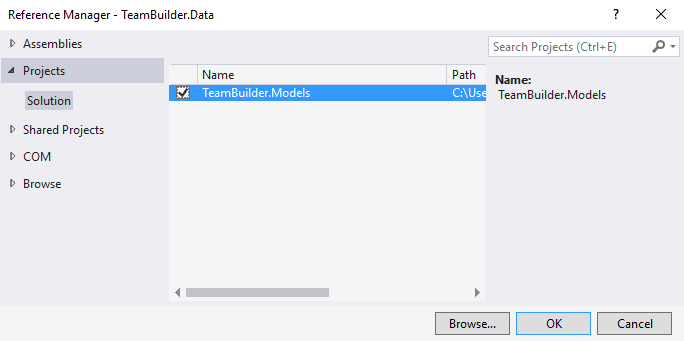 Reference Manager - TeamBuilder.Data
?
Assemblies
Projects
Solution
Shared Projects
COM
Browse
Name
Path
TeamBuilder.Models
C:\Use
Search Projects (Ctrl+E)
Name:
TeamBuilder.Models
Browse...
OK
Cancel